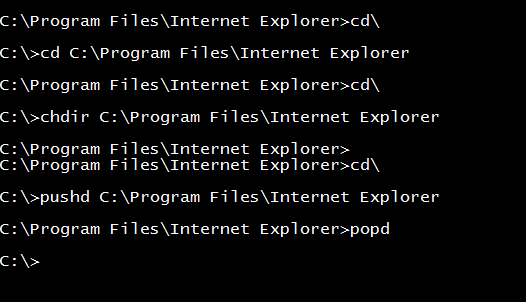 C:\Program Files\Internet Explorer>cd\
C:\>cd C:\Program Files\Internet Explorer
C:\Program Files\Internet Explorer>cd\
C:\>chdir C:\Program Files\Internet Explorer
C:\Program Files\Internet Explorer>
C:\Program Files\Internet Explorer>cd\
C:\>pushd C:\Program Files\Internet Explorer
C:\Program Files\Internet Explorer>popd
C:\>